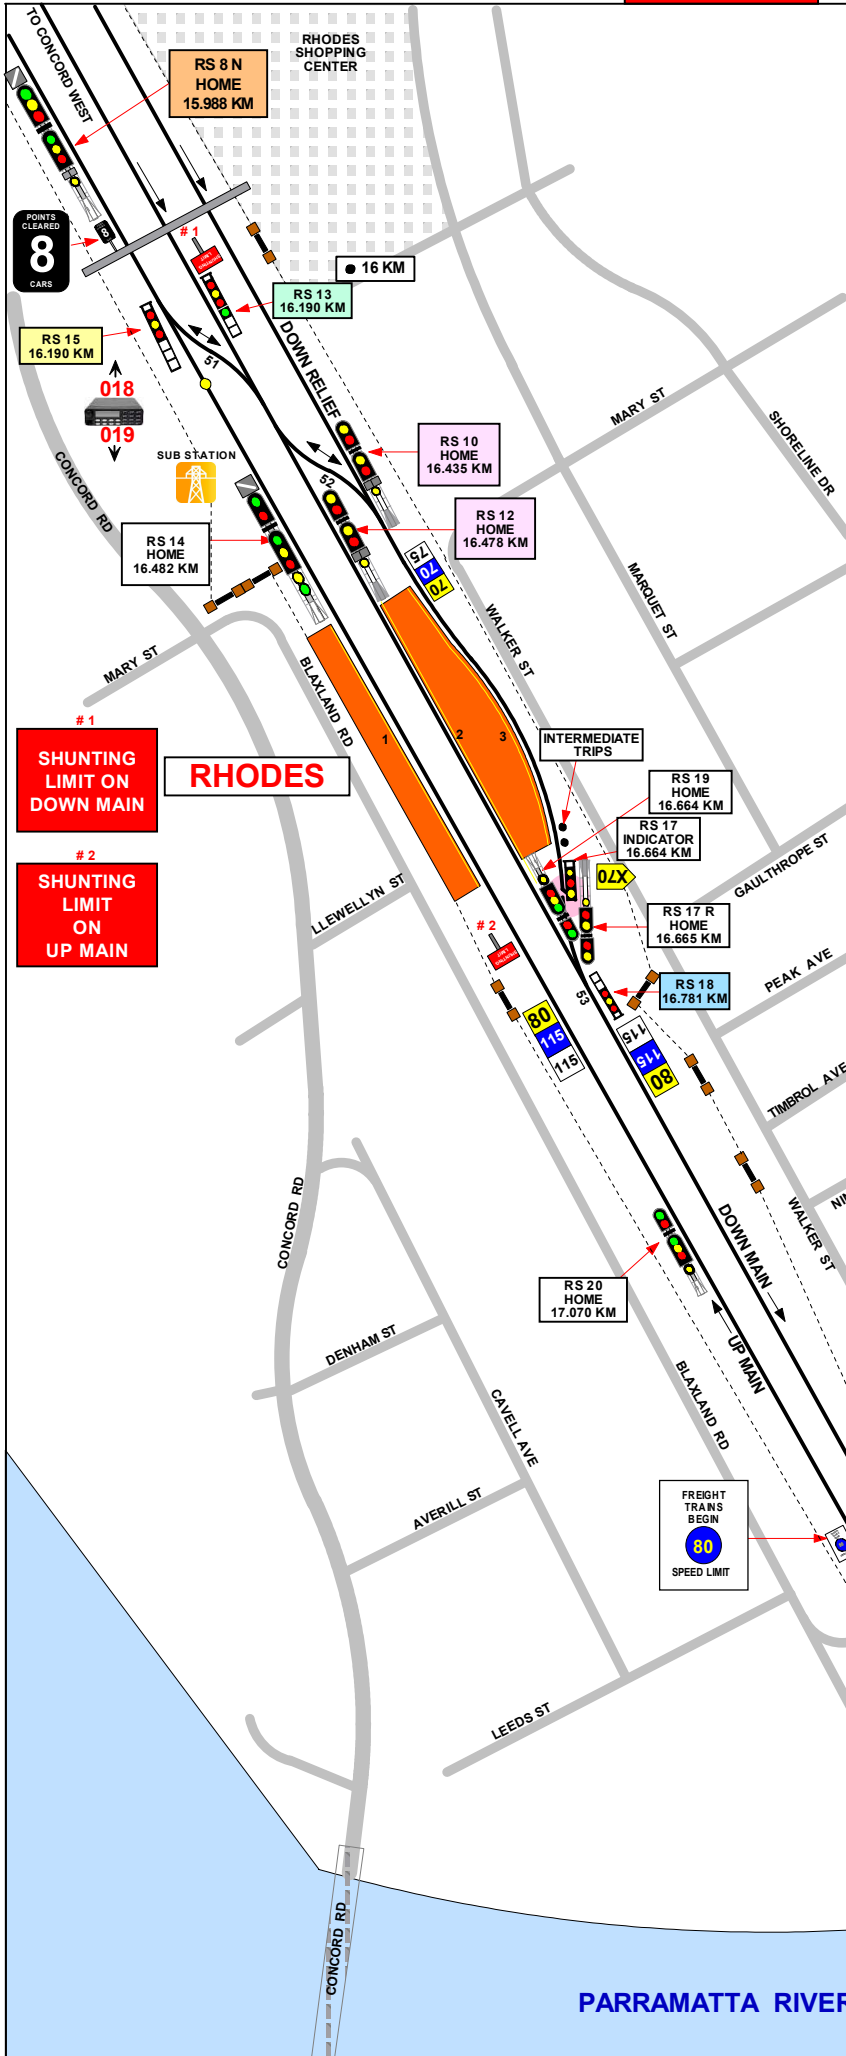 TO CONCORD WEST
RHODES
SHOPPING
CENTER
RS 8 N
HOME
15.988 KM
POINTS
CLEARED
8
CARS
8
# 1
SHUNTING
LIMIT
16 KM
RS 13
16.190 KM
RS 15
16.190 KM
51
DOWN RELIEF
018
019
MARY ST
SHORELINE DR
CONCORD RD
SUB STATION
RS 10
HOME
16.435 KM
52
RS 12
HOME
16.478 KM
RS 14
HOME
16.482 KM
75
70
70
WALKER ST
MARQUET ST
MARY ST
BLAXLAND RD
# 1
SHUNTING
LIMIT ON
DOWN MAIN
RHODES
1
2
3
INTERMEDIATE
TRIPS
RS 19
HOME
16.664 KM
RS 17
INDICATOR
16.664 KM
X70
GAULTHROPE ST
# 2
SHUNTING
LIMIT
ON
UP MAIN
LLEWELLYN ST
RS 17 R
HOME
16.665 KM
# 2
SHUNTING
LIMIT
53
RS 18
16.781 KM
PEAK AVE
80
115
115
115
115
80
TIMBROL AVE
CONCORD RD
WALKER ST
NI
DOWN MAIN
RS 20
HOME
17.070 KM
UP MAIN
DENHAM ST
BLAXLAND RD
CAVELL AVE
AVERILL ST
FREIGHT
TRAINS
BEGIN
80
SPEED LIMIT
LEEDS ST
CONCORD RD
PARRAMATTA RIVER